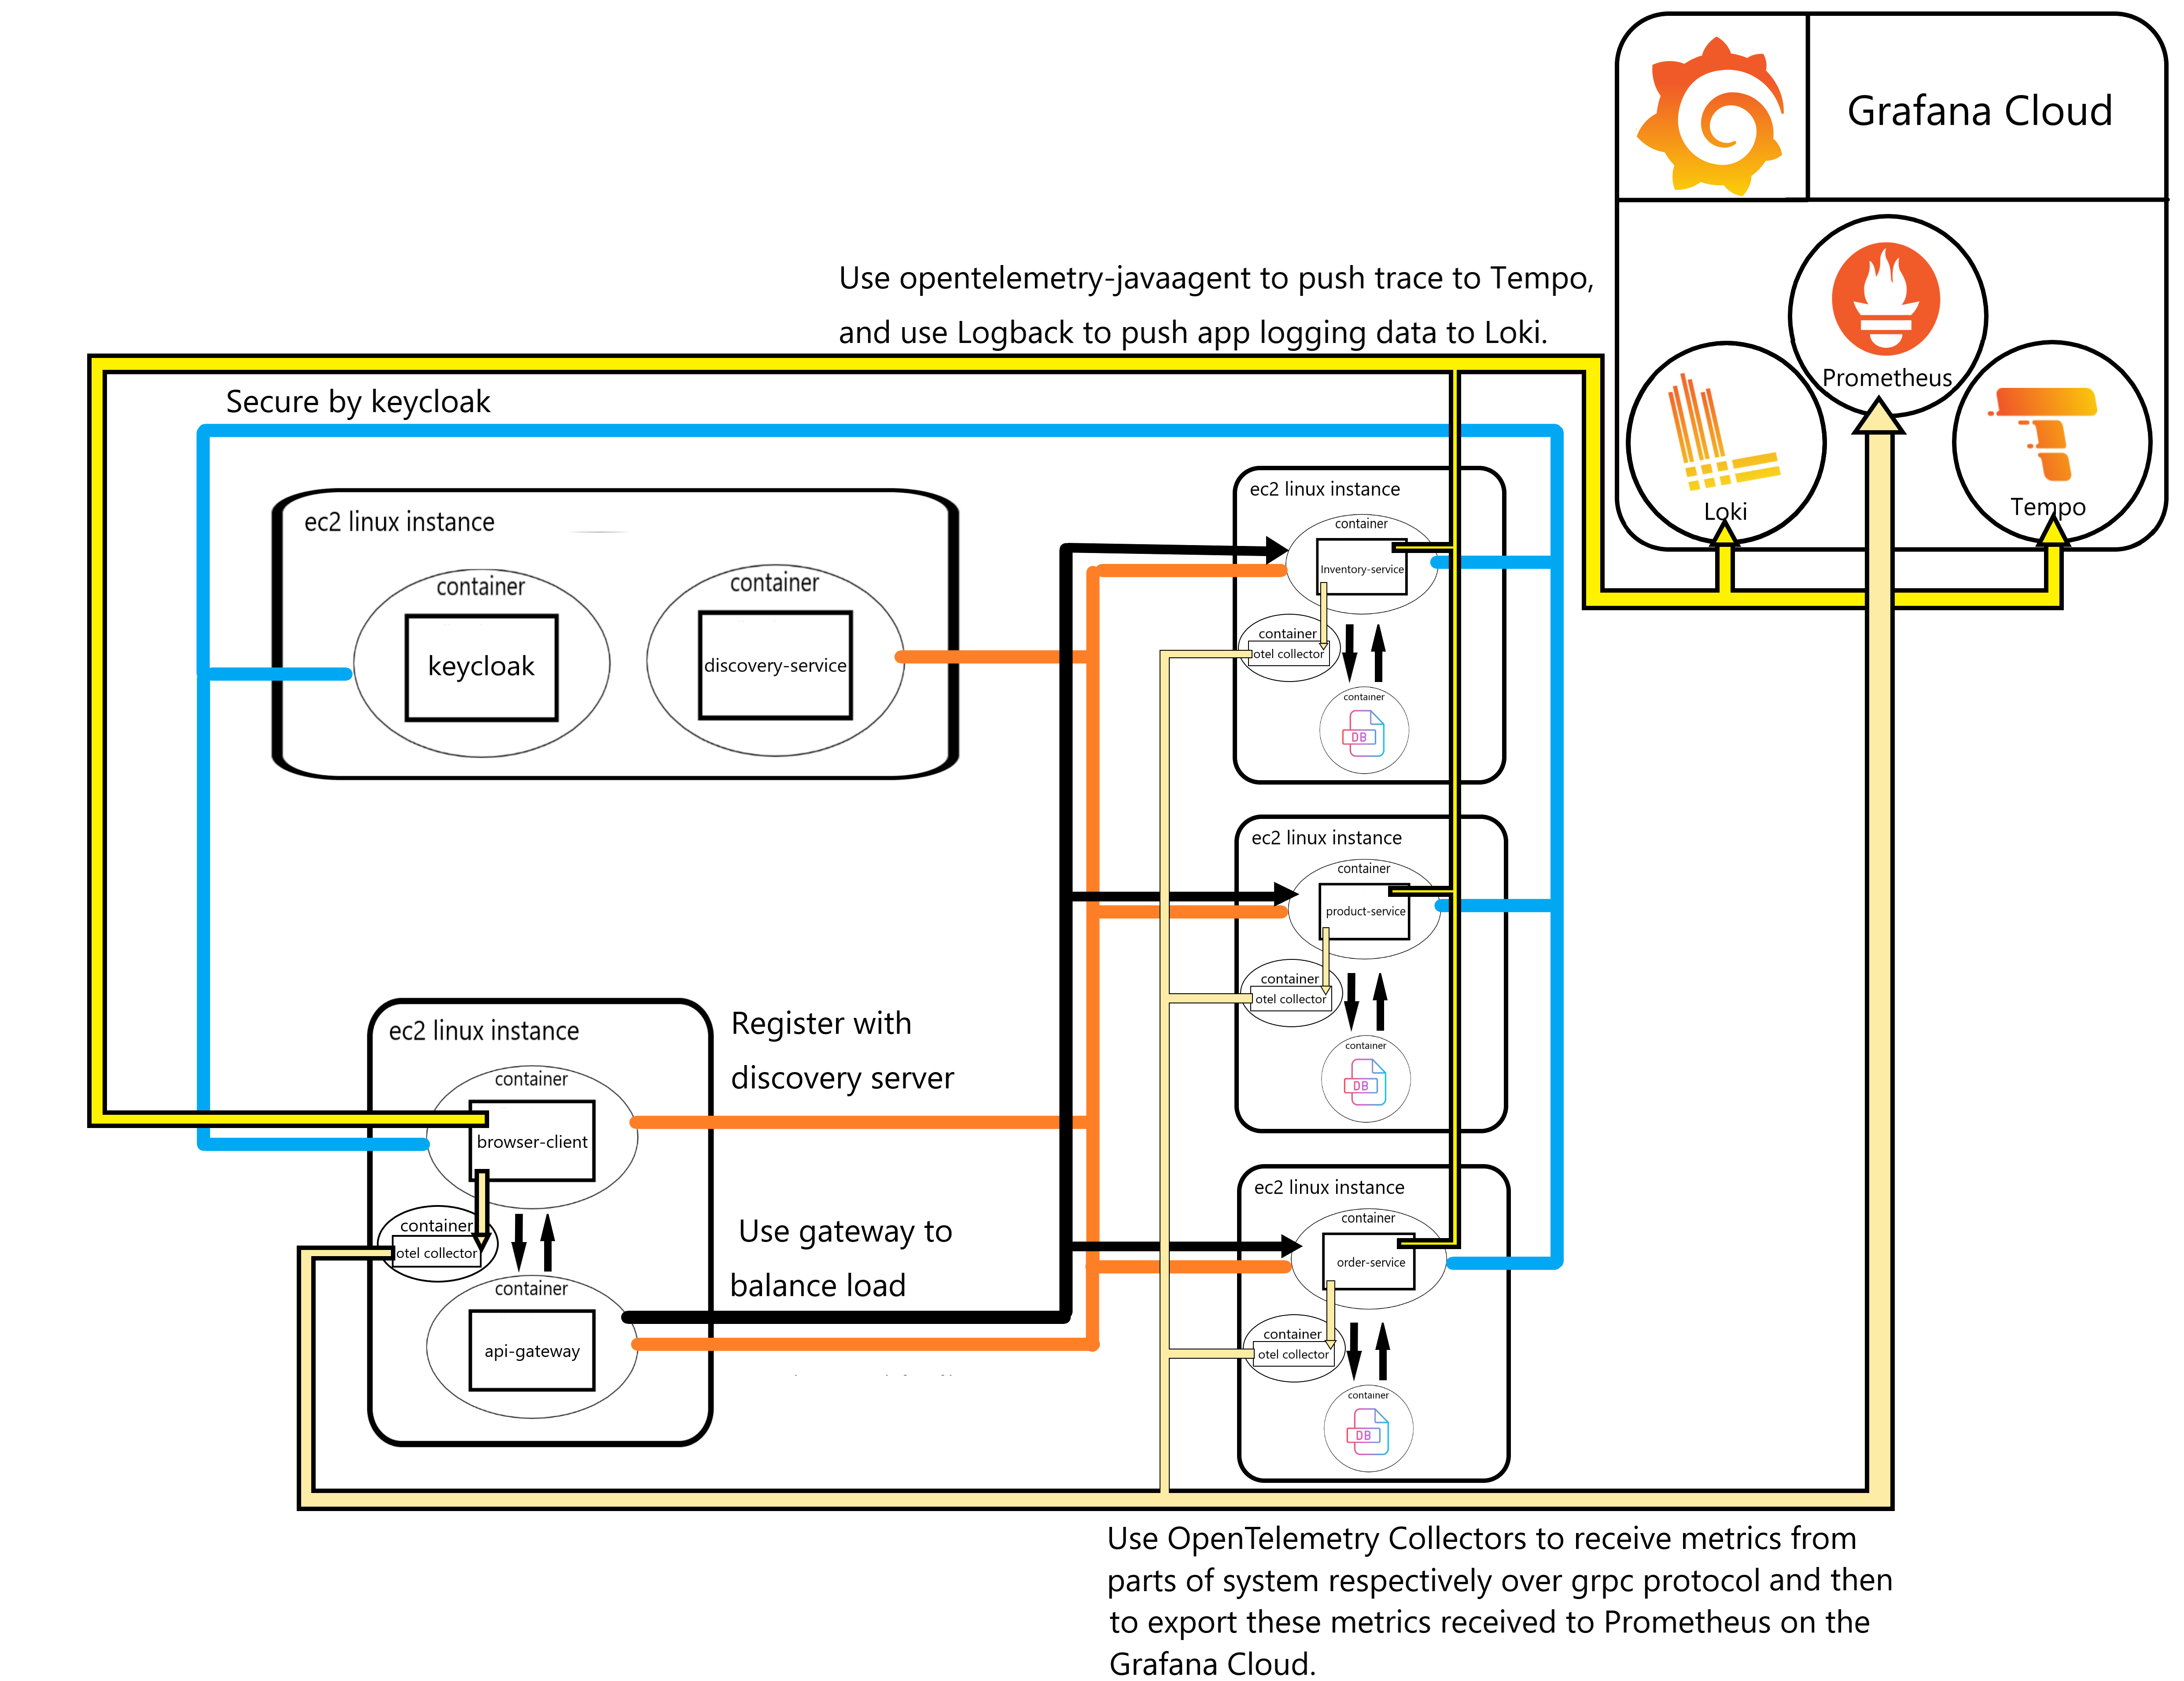 Grafana Cloud
Prometheus
Loki
Tempo
Use opentelemetry-javaagent to push trace to Tempo,
and use Logback to push app logging data to Loki.
Secure by keycloak
ec2 linux instance
container
keycloak
container
discovery-service
ec2 linux instance
container
Inventory-service
container
otel collector
container
DB
ec2 linux instance
container
product-service
container
otel collector
container
DB
ec2 linux instance
container
browser-client
container
otel collector
container
api-gateway
Register with
discovery server
Use gateway to
balance load
ec2 linux instance
container
order-service
container
otel collector
container
DB
Use OpenTelemetry Collectors to receive metrics from
parts of system respectively over grpc protocol and then
to export these metrics received to Prometheus on the
Grafana Cloud.